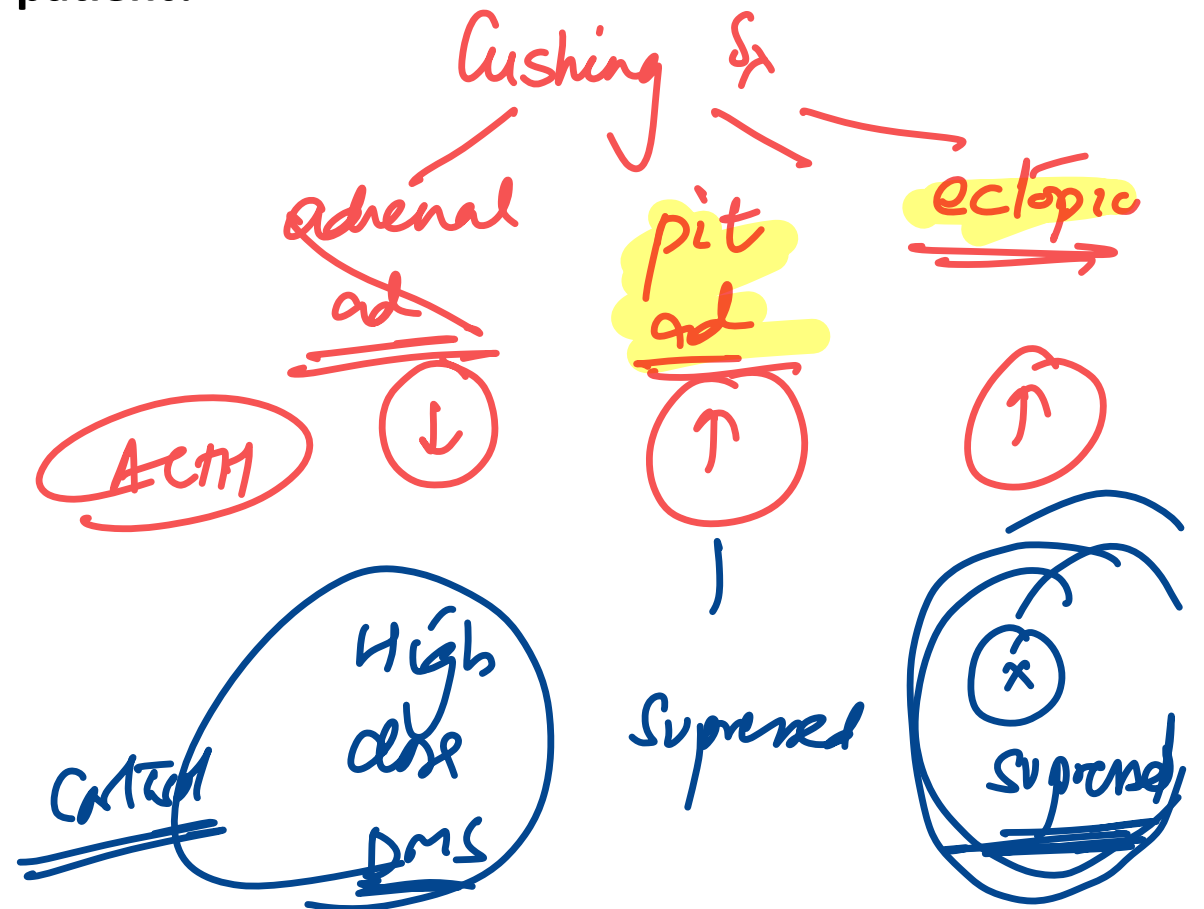 Cushing Sx
adrenal
ad
pit
ad
ectopic
ACTH
↓
↑
↑
High
dose
DMS
Cortisol
Supressed
x
Supressed